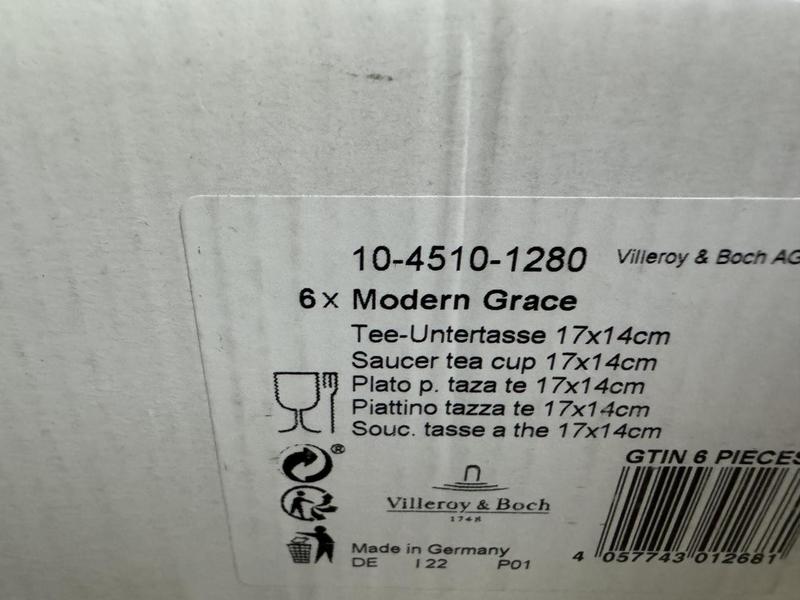 10-4510-1280 Villeroy & Boch AG
6x Modern Grace
Tee-Untertasse 17x14cm
Saucer tea cup 17x14cm
Plato p. taza te 17x14cm
Piattino tazza te 17x14cm
Souc. tasse a the 17x14cm
®
GTIN 6 PIECES
Villeroy & Boch
1748
Made in Germany
DE I 22 P01
4 057743 012681